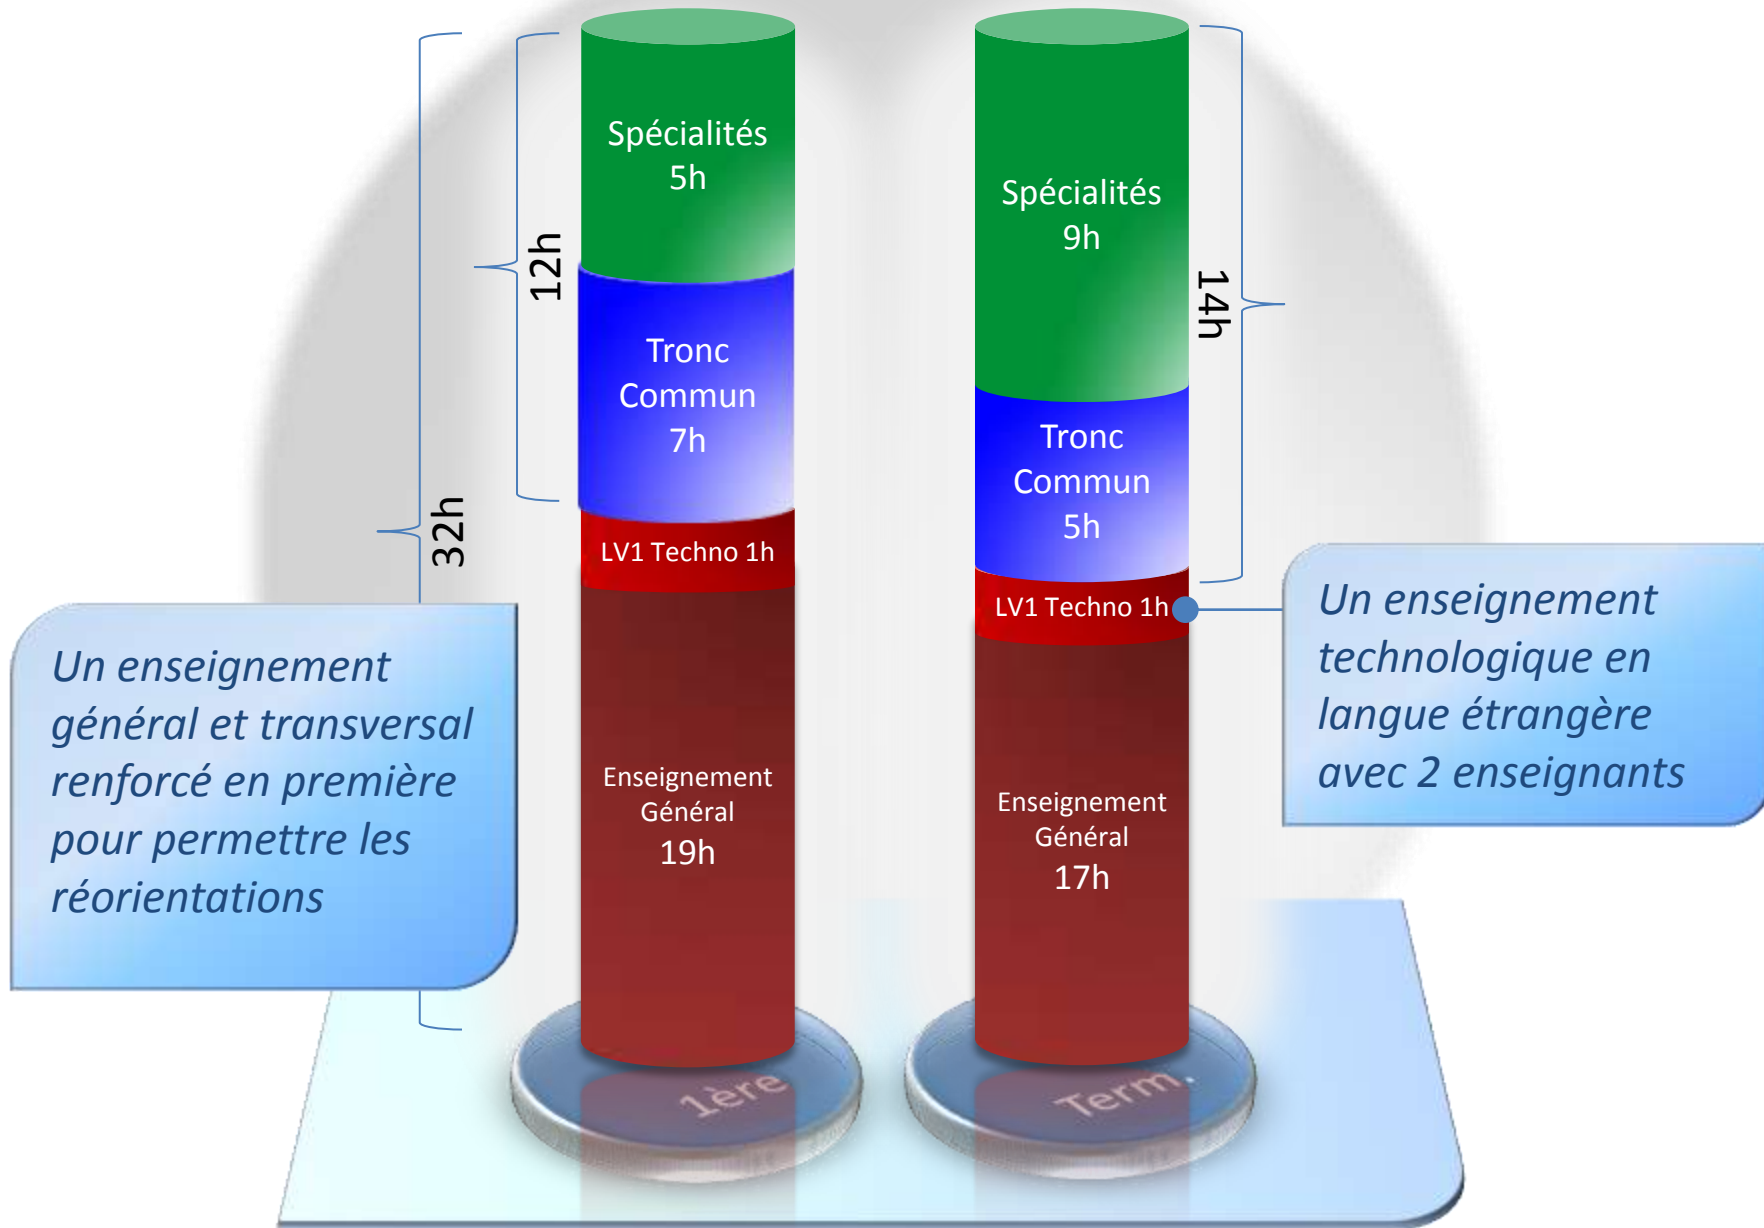 Spécialités
5h
Tronc
Commun
7h
LV1 Techno 1h
Enseignement
Général
19h
1ère
12h
32h
Un enseignement
général et transversal
renforcé en première
pour permettre les
réorientations
Spécialités
9h
Tronc
Commun
5h
LV1 Techno 1h
Enseignement
Général
17h
Term.
14h
Un enseignement
technologique en
langue étrangère
avec 2 enseignants